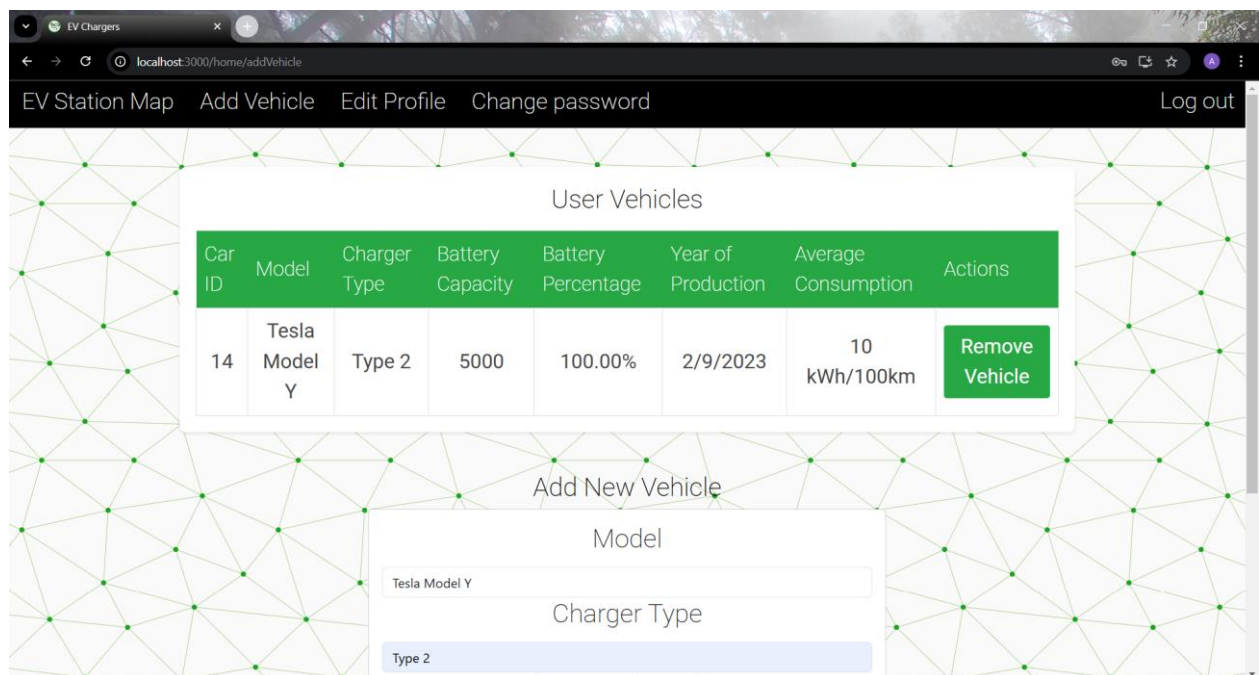 EV Chargers
localhost:3000/home/addVehicle
A
EV Station Map Add Vehicle Edit Profile Change password Log out
User Vehicles
Car ID Model Charger Type Battery Capacity Battery Percentage Year of Production Average Consumption Actions
14 Tesla Model Y Type 2 5000 100.00% 2/9/2023 10 kWh/100km Remove Vehicle
Add New Vehicle
Model
Tesla Model Y
Charger Type
Type 2